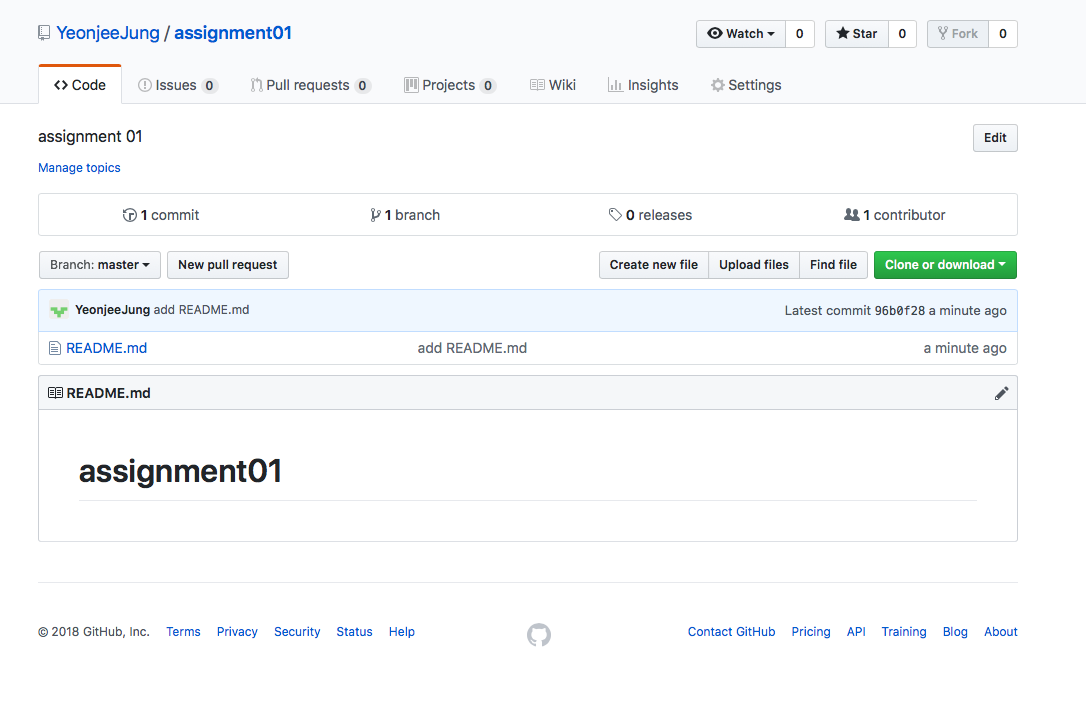 YeonjeeJung / assignment01
Watch 0 Star 0 Fork 0
Code Issues 0 Pull requests 0 Projects 0 Wiki Insights Settings
assignment 01 Edit
Manage topics
1 commit 1 branch 0 releases 1 contributor
Branch: master New pull request Create new file Upload files Find file Clone or download
YeonjeeJung add README.md Latest commit 96b0f28 a minute ago
README.md add README.md a minute ago
README.md
assignment01
© 2018 GitHub, Inc. Terms Privacy Security Status Help Contact GitHub Pricing API Training Blog About